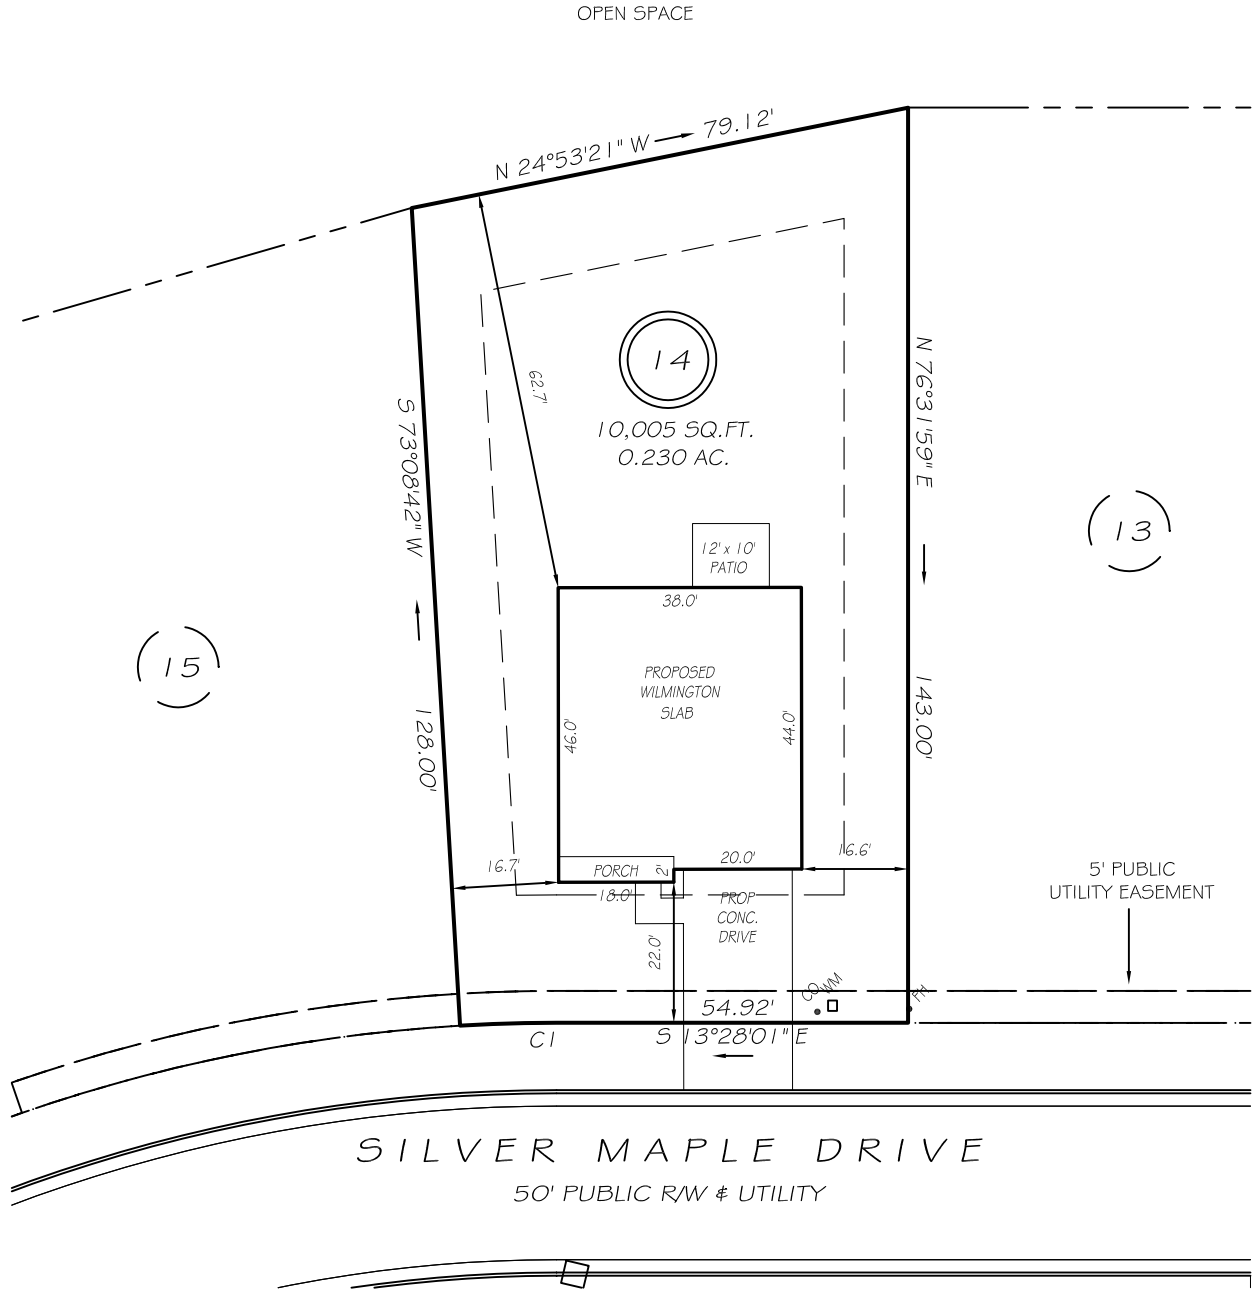 OPEN SPACE
N 24°53'21" W
79.12'
62.7'
14
10,005 SQ.FT.
0.230 AC.
S 73°08'42" W
N 76°31'59" E
12' x 10'
PATIO
38.0'
13
15
PROPOSED
WILMINGTON
SLAB
46.0'
44.0'
128.00'
143.00'
16.7'
PORCH
2'
20.0'
16.6'
18.0'
PROP
CONC.
DRIVE
22.0'
5' PUBLIC
UTILITY EASEMENT
CO
WM
FH
54.92'
C1
S 13°28'01" E
SILVER MAPLE DRIVE
50' PUBLIC R/W & UTILITY